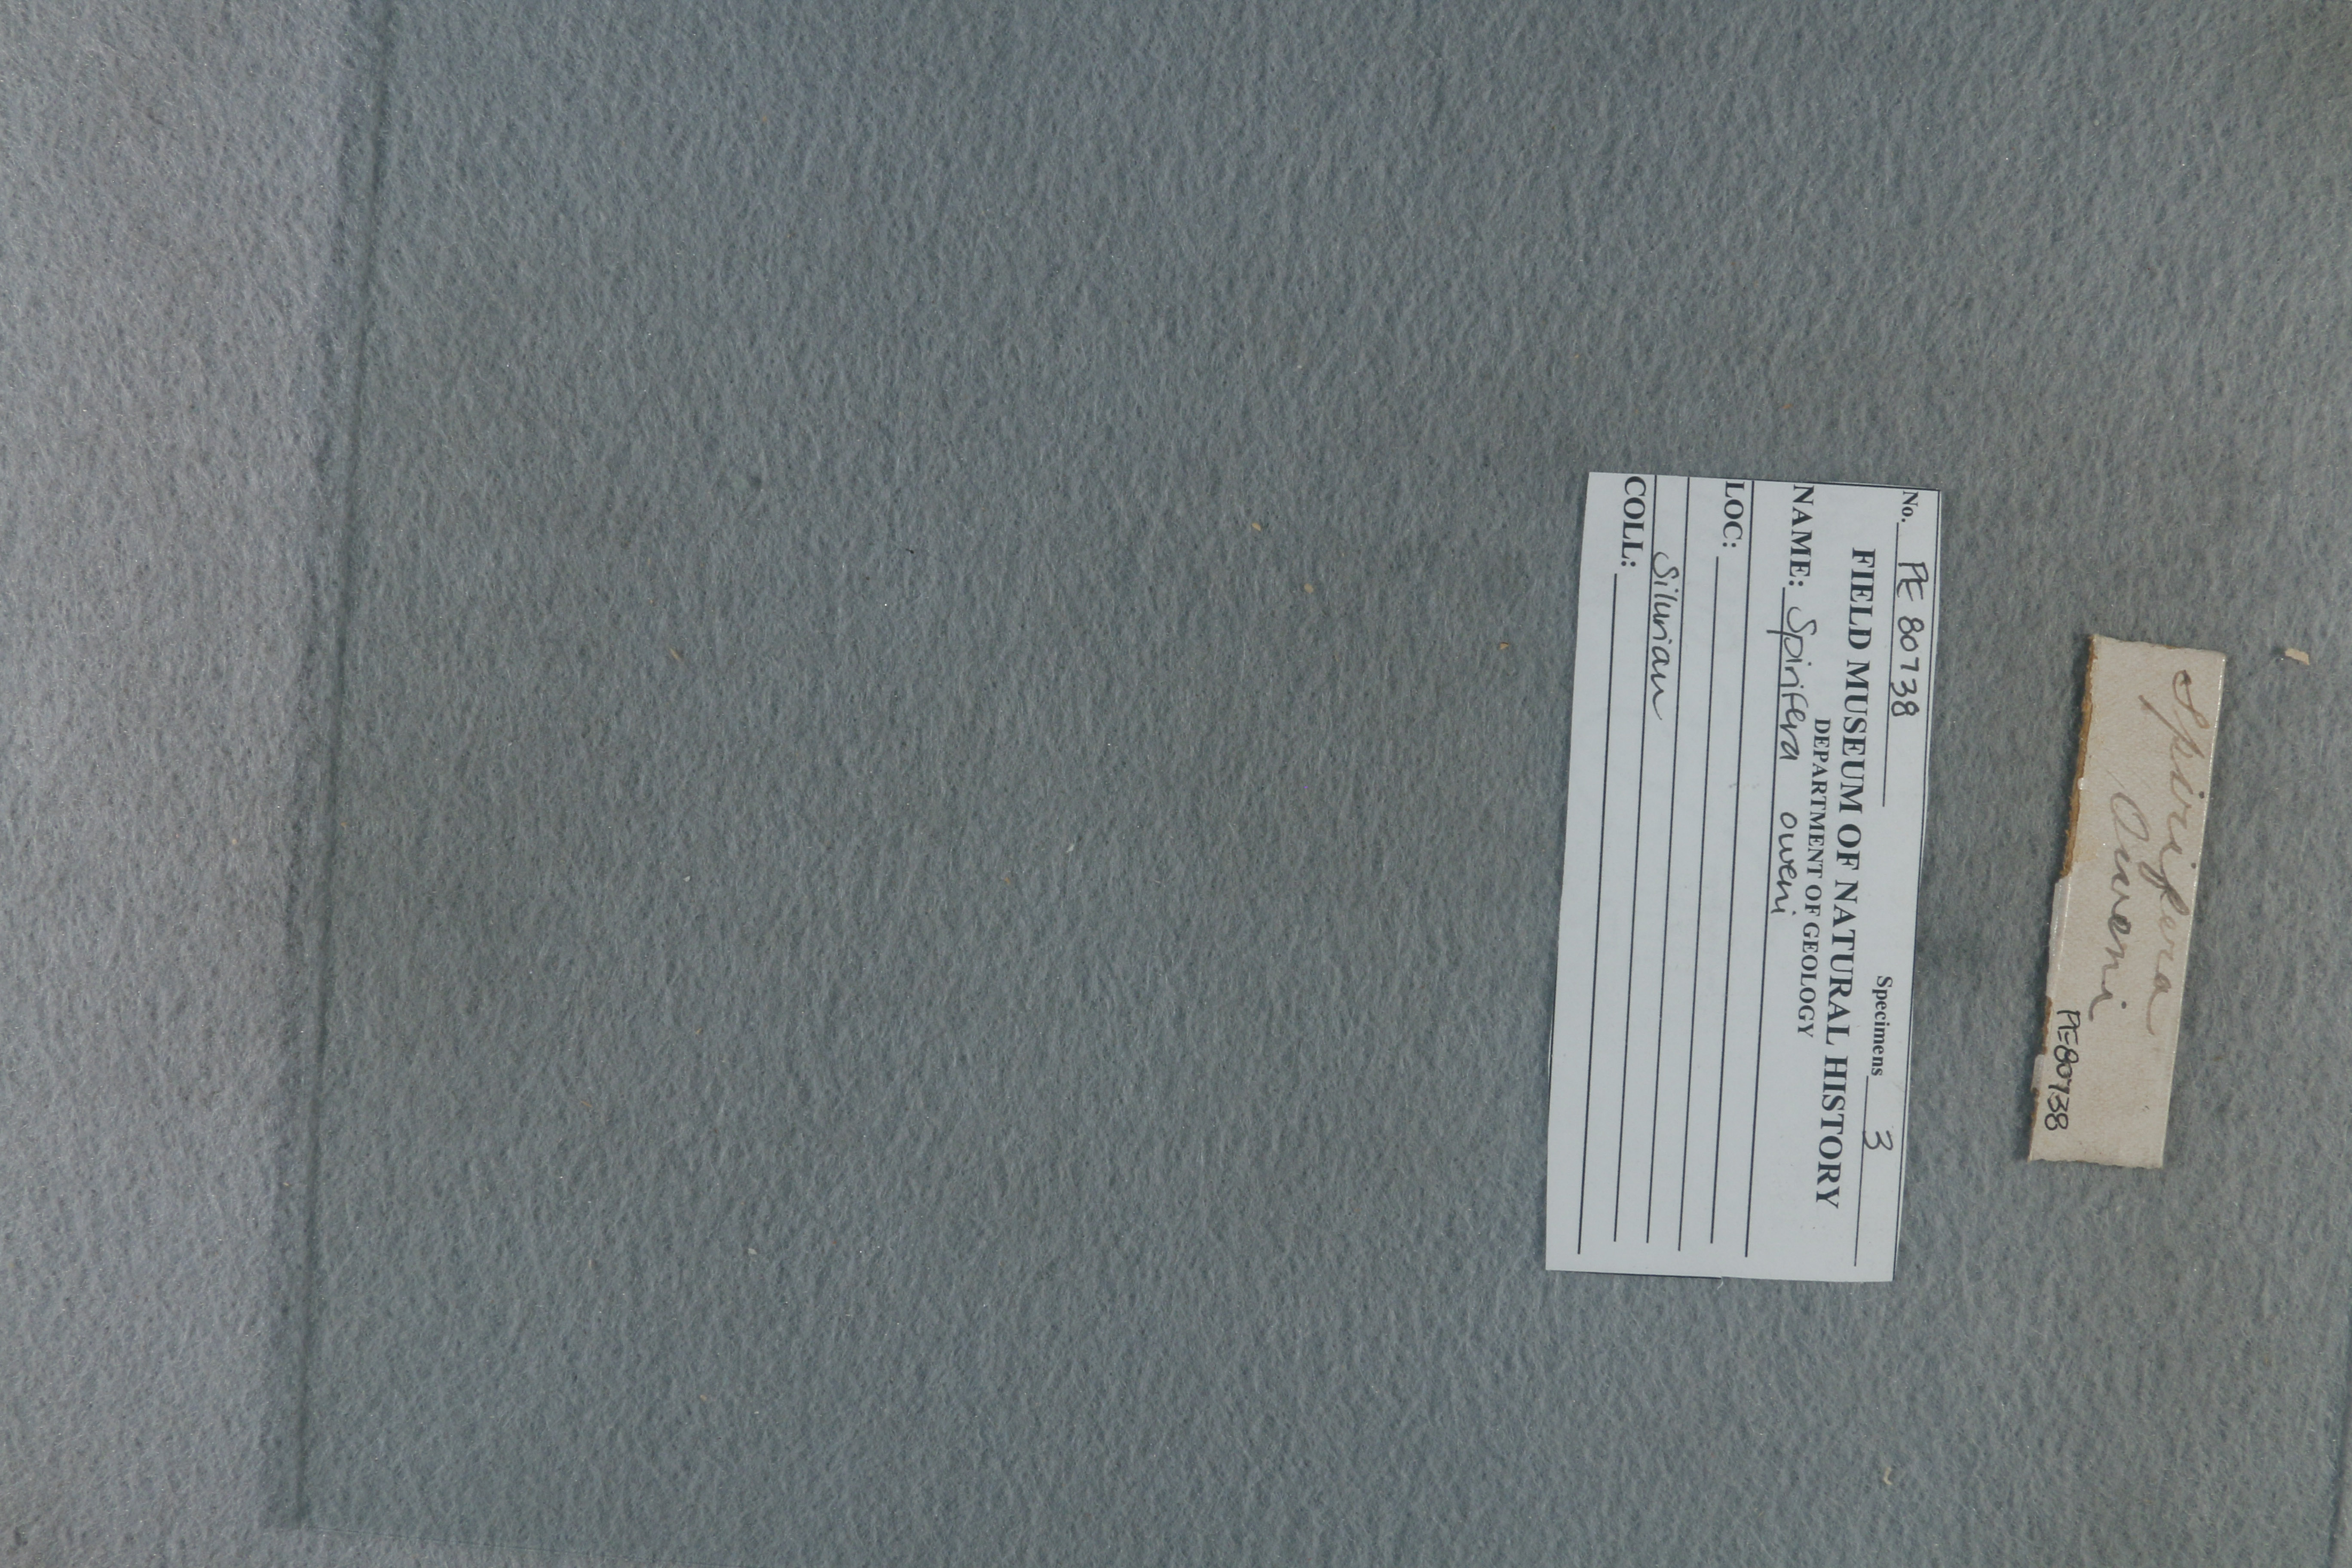 No. PE 80738 Specimens 3
FIELD MUSEUM OF NATURAL HISTORY
DEPARTMENT OF GEOLOGY
NAME: Spirifera oweni
LOC:
Silurian
COLL:
Spirifera
Oweni
PE80738